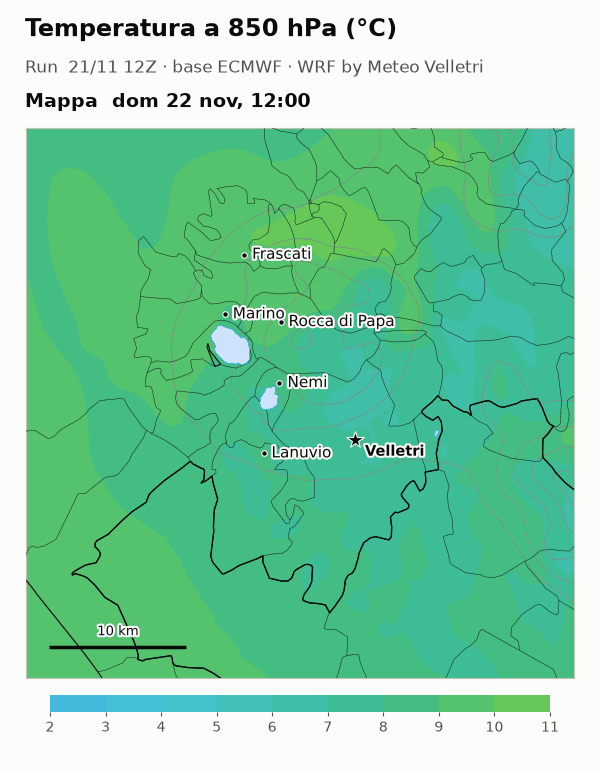 Temperatura a 850 hPa (°C)
Run 21/11 12Z · base ECMWF · WRF by Meteo Velletri
Mappa dom 22 nov, 12:00
Frascati
Marino
Rocca di Papa
Nemi
Velletri
Lanuvio
10 km
2 3 4 5 6 7 8 9 10 11